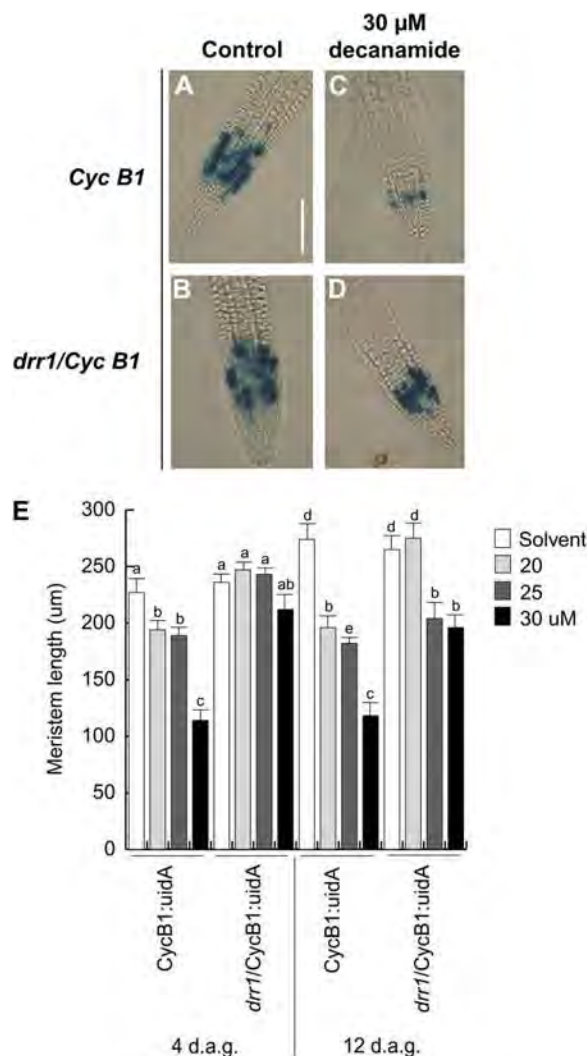 Control
30 µM
decanamide
A
C
Cyc B1
B
D
drr1/Cyc B1
E
300
250
200
150
100
50
0
Meristem length (um)
a
b
b
c
a
a
a
ab
d
b
e
c
d
d
b
b
Solvent
20
25
30 uM
CycB1:uidA
drr1/CycB1:uidA
CycB1:uidA
drr1/CycB1:uidA
4 d.a.g.
12 d.a.g.